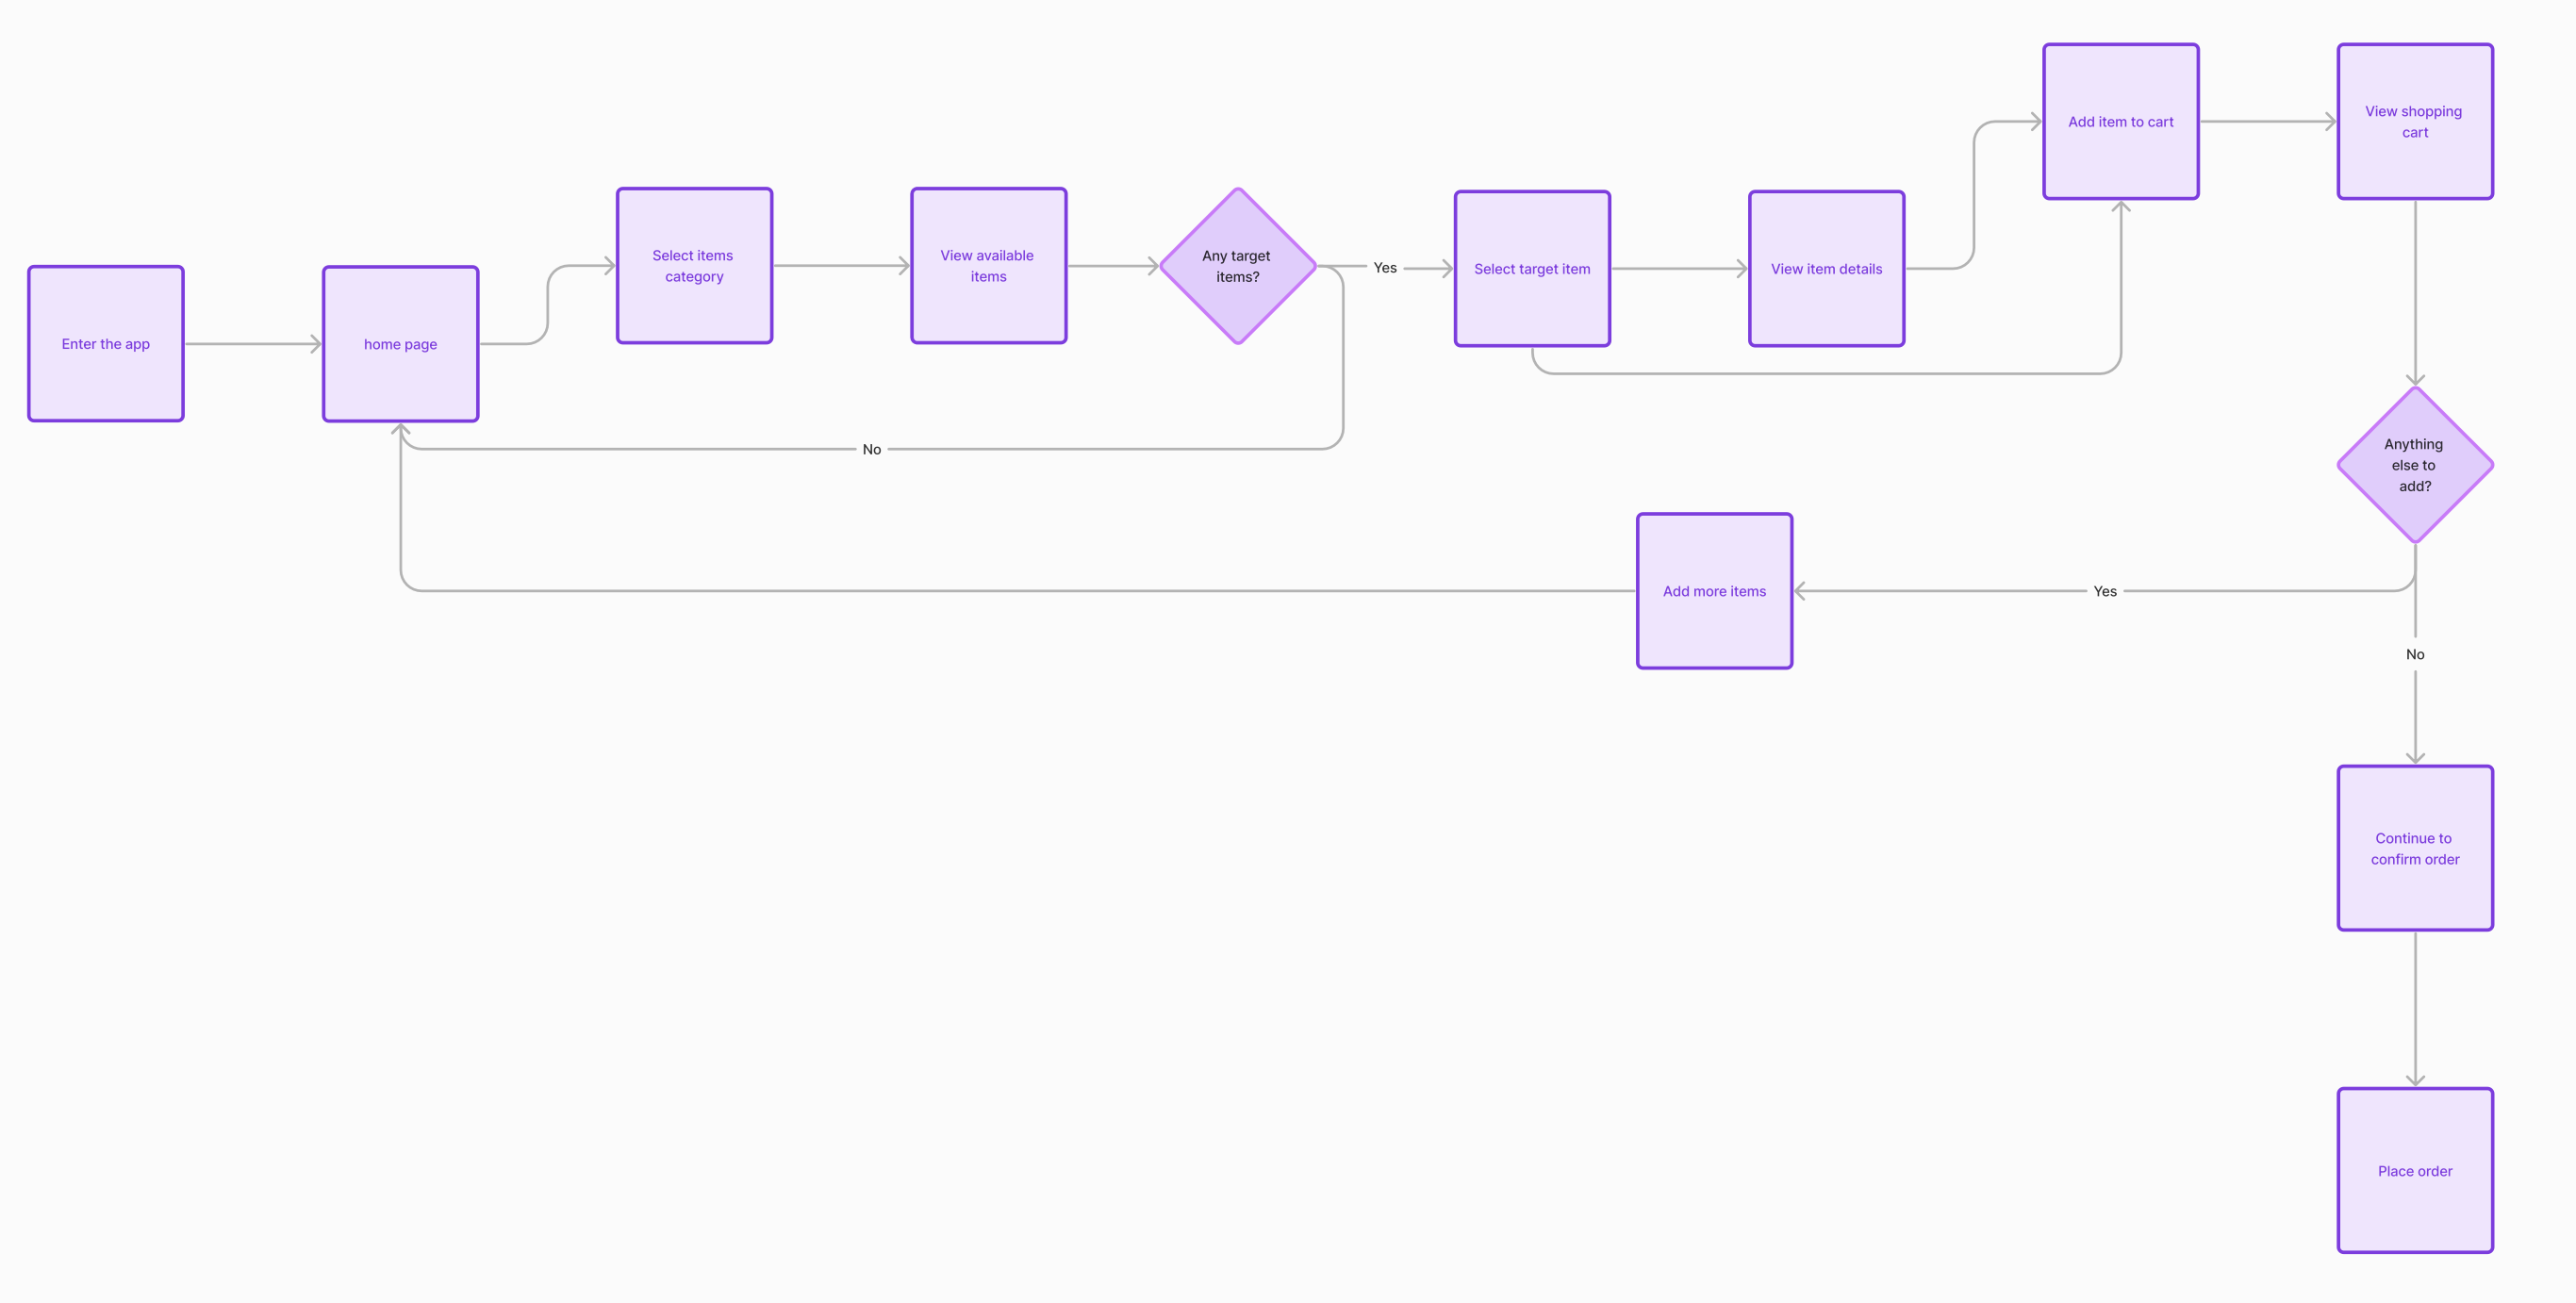 Enter the app
home page
Select items
category
View available
items
Any target
items?
Yes
No
Select target item
View item details
Add item to cart
View shopping
cart
Anything
else to
add?
Yes
Add more items
No
Continue to
confirm order
Place order